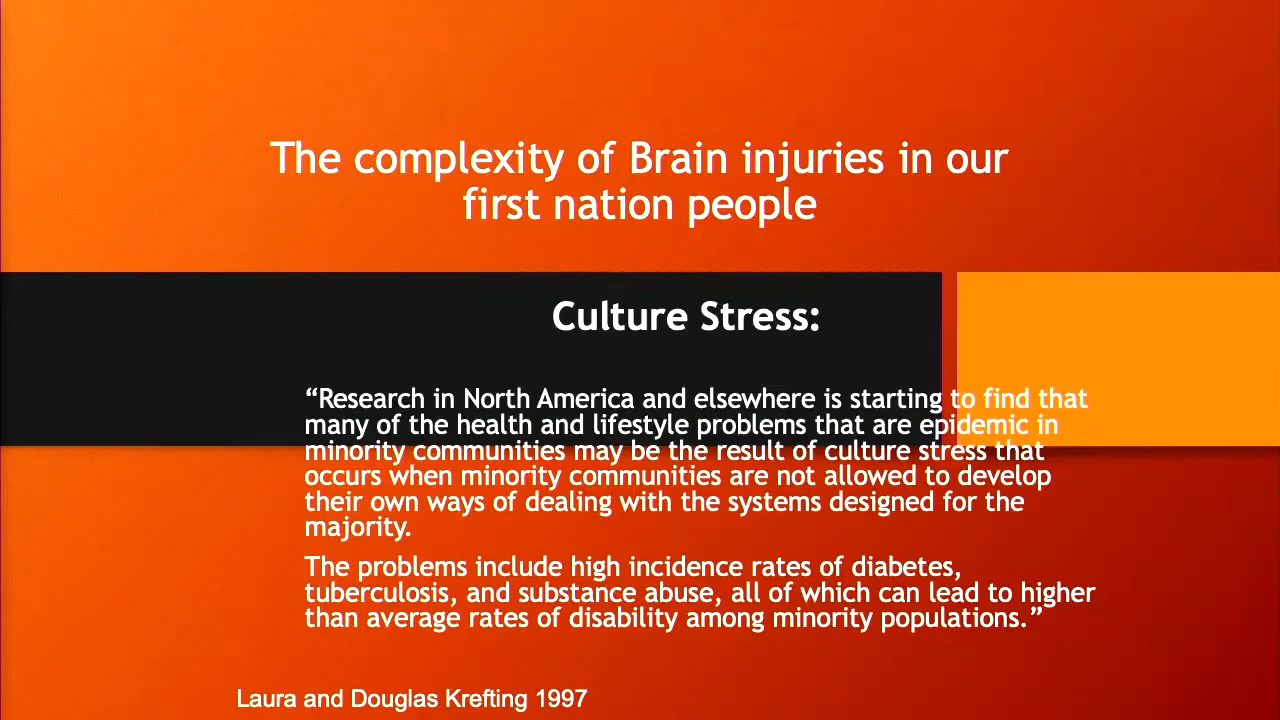 The complexity of Brain injuries in our
first nation people
Culture Stress:
“Research in North America and elsewhere is starting to find that
many of the health and lifestyle problems that are epidemic in
minority communities may be the result of culture stress that
occurs when minority communities are not allowed to develop
their own ways of dealing with the systems designed for the
majority.
The problems include high incidence rates of diabetes,
tuberculosis, and substance abuse, all of which can lead to higher
than average rates of disability among minority populations.”
Laura and Douglas Krefting 1997